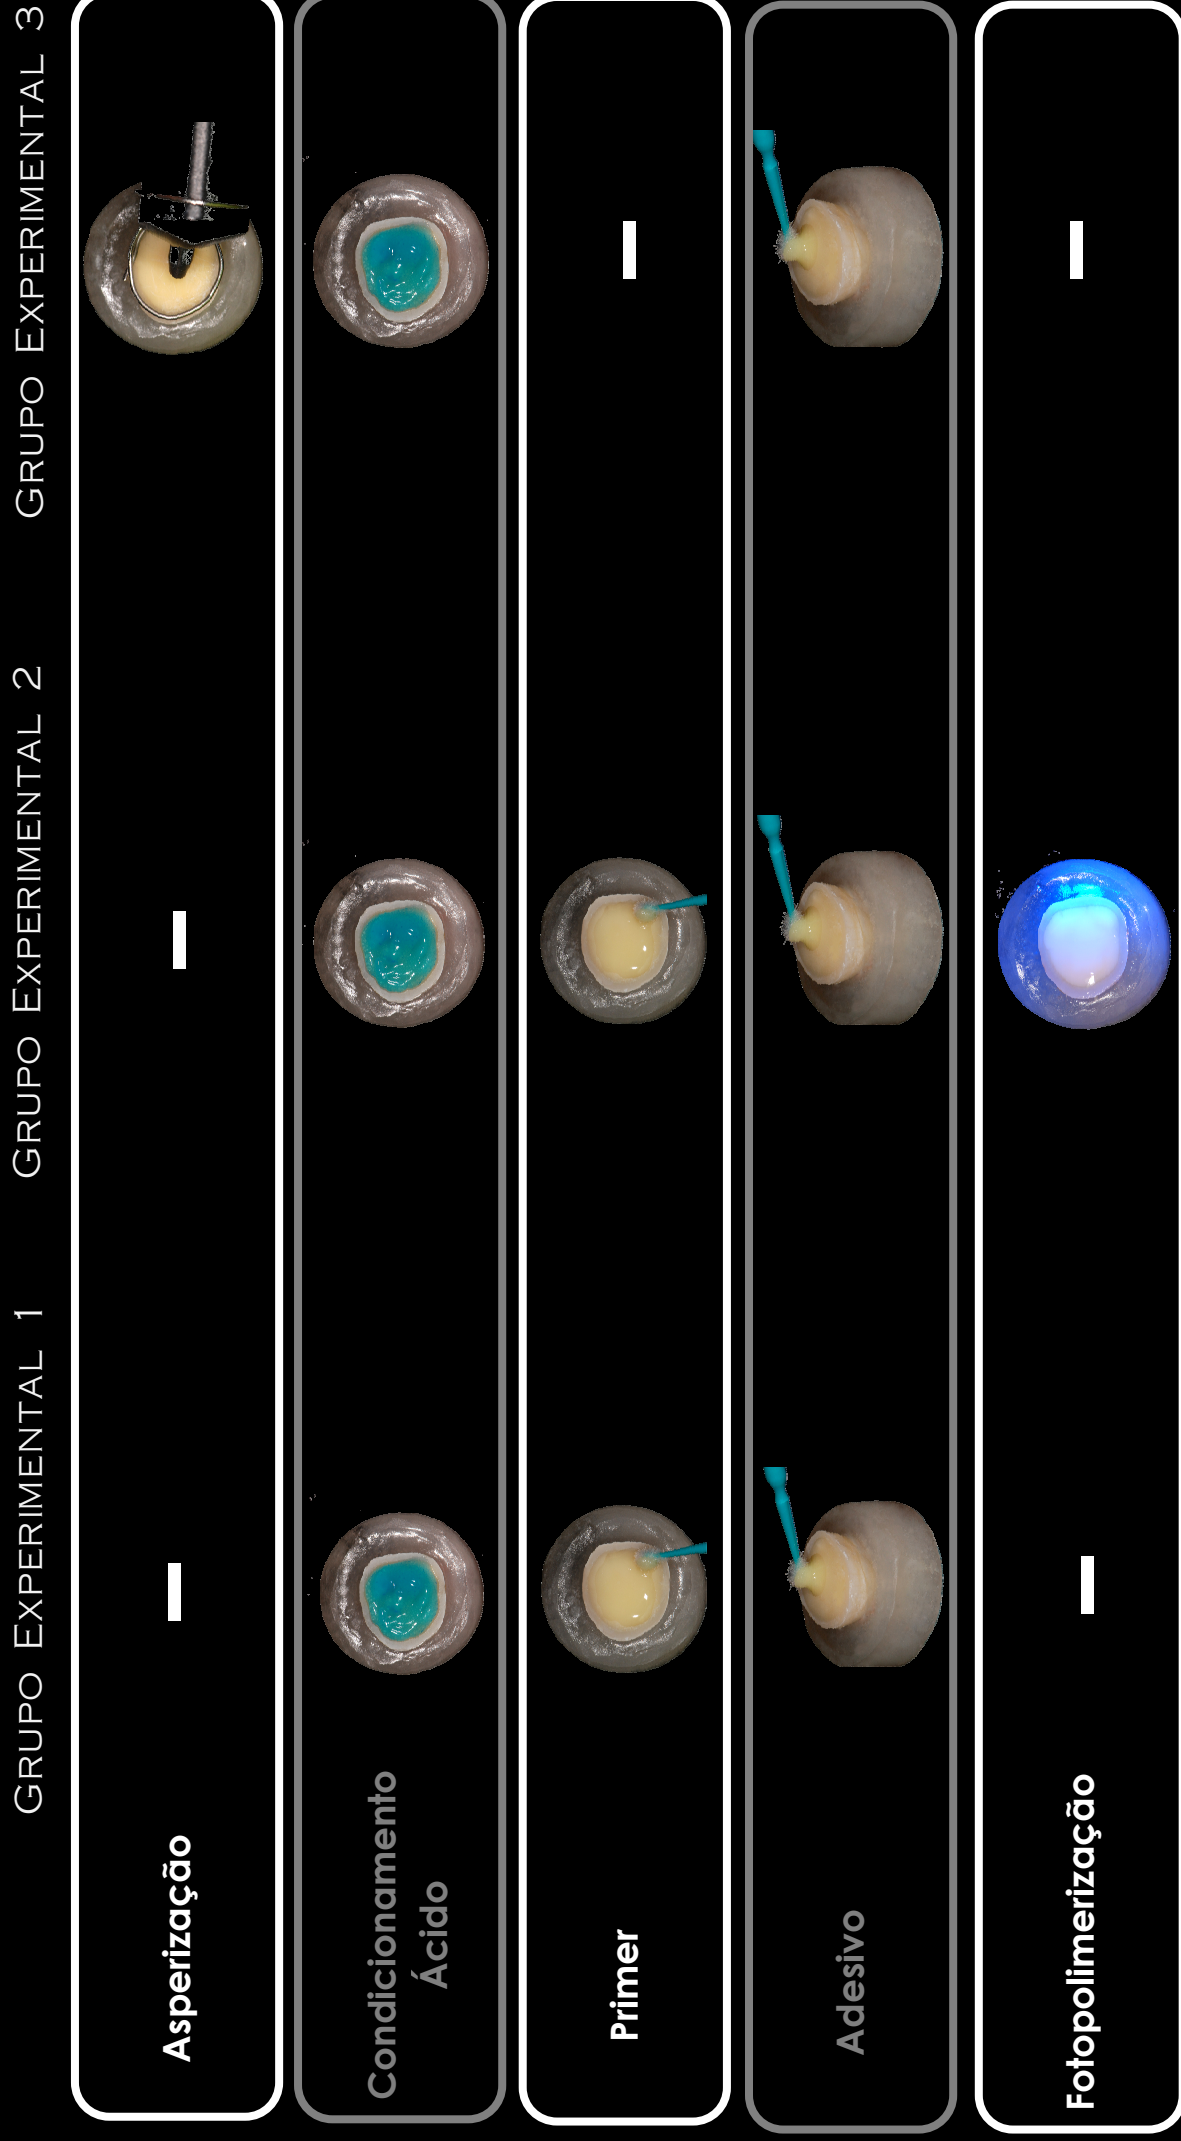 Grupo Experimental 1
Grupo Experimental 2
Grupo Experimental 3
Asperização
Condicionamento
Ácido
Primer
Adesivo
Fotopolimerização